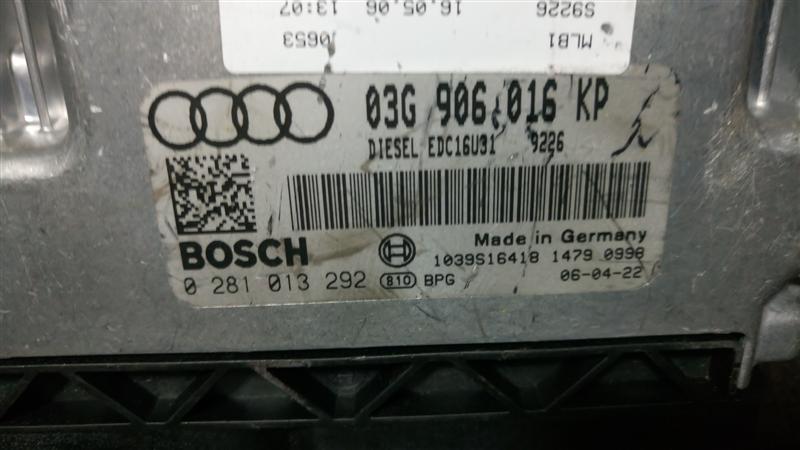 S9226 16.05.06 13:07
MLB1 J0653
03G 906 016 KP
DIESEL EDC16U31 9226
BOSCH
Made in Germany
1039S16418 1479 0998
0 281 013 292 810 BPG 06-04-22